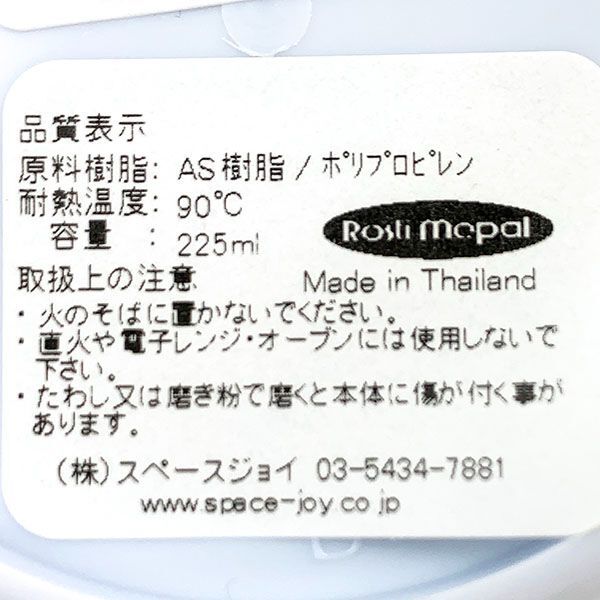 品質表示
原料樹脂: AS樹脂 / ポリプロピレン
耐熱温度: 90℃
容量 : 225ml
Rosti mepal
取扱上の注意
Made in Thailand
・火のそばに置かないでください。
・直火や電子レンジ・オーブンには使用しないで
下さい。
・たわし又は磨き粉で磨くと本体に傷が付く事が
あります。
(株)スペースジョイ 03-5434-7881
www.space-joy.co.jp